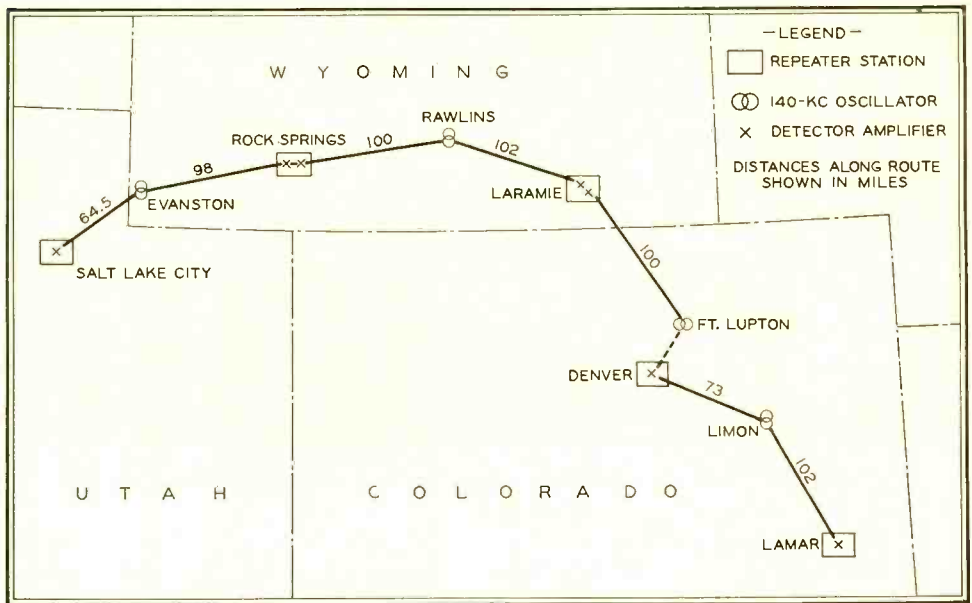 W Y O M I N G
—LEGEND—
REPEATER STATION
140-KC OSCILLATOR
DETECTOR AMPLIFIER
DISTANCES ALONG ROUTE
SHOWN IN MILES
RAWLINS
ROCK SPRINGS
100
102
98
LARAMIE
EVANSTON
64.5
SALT LAKE CITY
100
FT. LUPTON
DENVER
73
LIMON
102
U T A H
C O L O R A D O
LAMAR